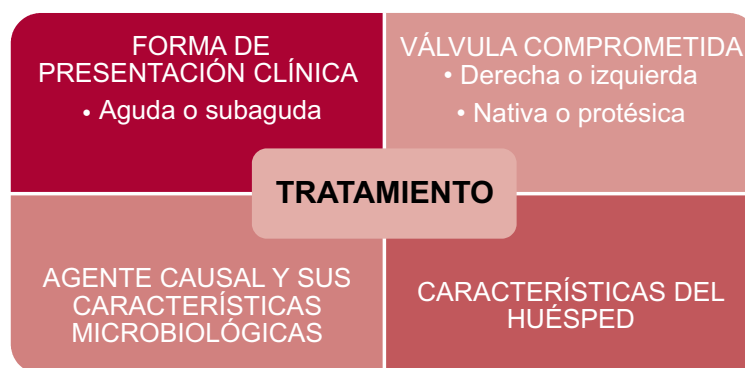 FORMA DE
PRESENTACIÓN CLÍNICA
• Aguda o subaguda
VÁLVULA COMPROMETIDA
• Derecha o izquierda
• Nativa o protésica
TRATAMIENTO
AGENTE CAUSAL Y SUS
CARACTERÍSTICAS
MICROBIOLÓGICAS
CARACTERÍSTICAS DEL
HUÉSPED